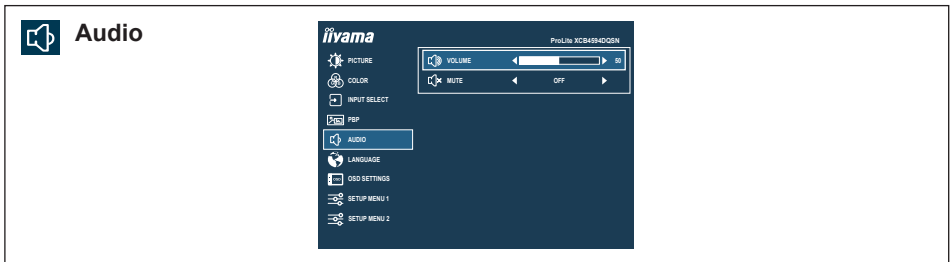 Audio
iiyama
ProLite XCB4594DQSN
PICTURE
VOLUME 50
COLOR
MUTE OFF
INPUT SELECT
PBP
AUDIO
LANGUAGE
OSD OSD SETTINGS
SETUP MENU 1
SETUP MENU 2